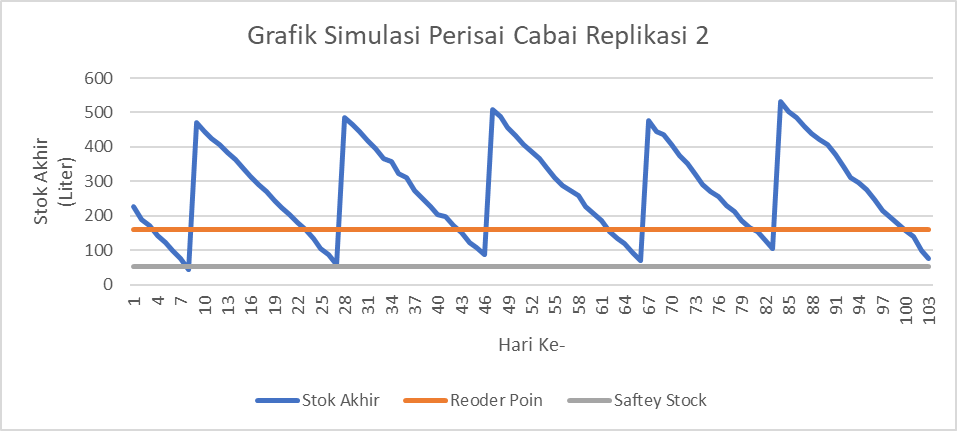 Grafik Simulasi Perisai Cabai Replikasi 2
Stok Akhir
(Liter)
600
500
400
300
200
100
0
1 4 7 10 13 16 19 22 25 28 31 34 37 40 43 46 49 52 55 58 61 64 67 70 73 76 79 82 85 88 91 94 97 100 103
Hari Ke-
Stok Akhir Reoder Poin Saftey Stock